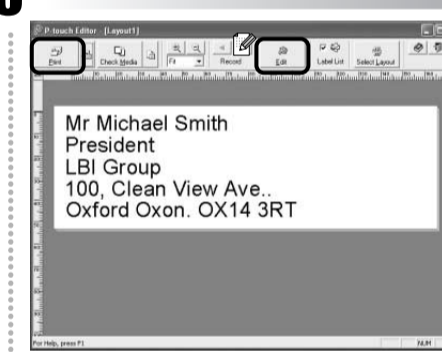 P-touch Editor - [Layout1]
Print
Check Media
Fit
Record
Edit
Label List
Select Layout
Mr Michael Smith
President
LBI Group
100, Clean View Ave..
Oxford Oxon. OX14 3RT
For Help, press F1
NUM